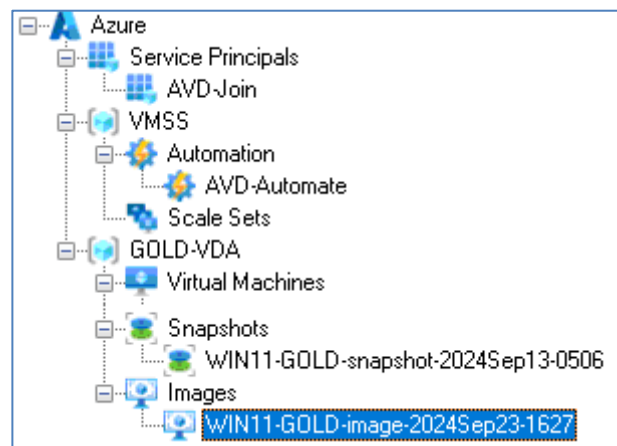 Azure
Service Principals
AVD-Join
VMSS
Automation
AVD-Automate
Scale Sets
GOLD-VDA
Virtual Machines
Snapshots
WIN11-GOLD-snapshot-2024Sep13-0506
Images
WIN11-GOLD-image-2024Sep23-1627